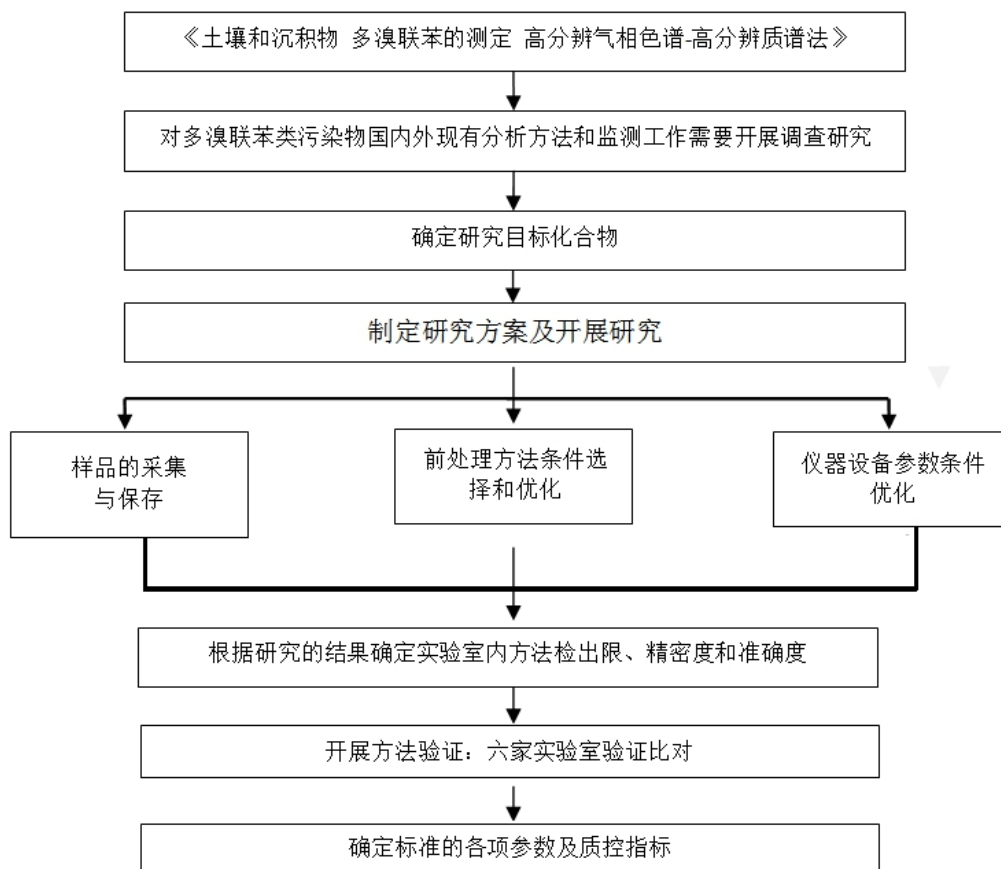 《土壤和沉积物 多溴联苯的测定 高分辨气相色谱-高分辨质谱法》
对多溴联苯类污染物国内外现有分析方法和监测工作需要开展调查研究
确定研究目标化合物
制定研究方案及开展研究
样品的采集
与保存
前处理方法条件选
择和优化
仪器设备参数条件
优化
根据研究的结果确定实验室内方法检出限、精密度和准确度
开展方法验证：六家实验室验证比对
确定标准的各项参数及质控指标